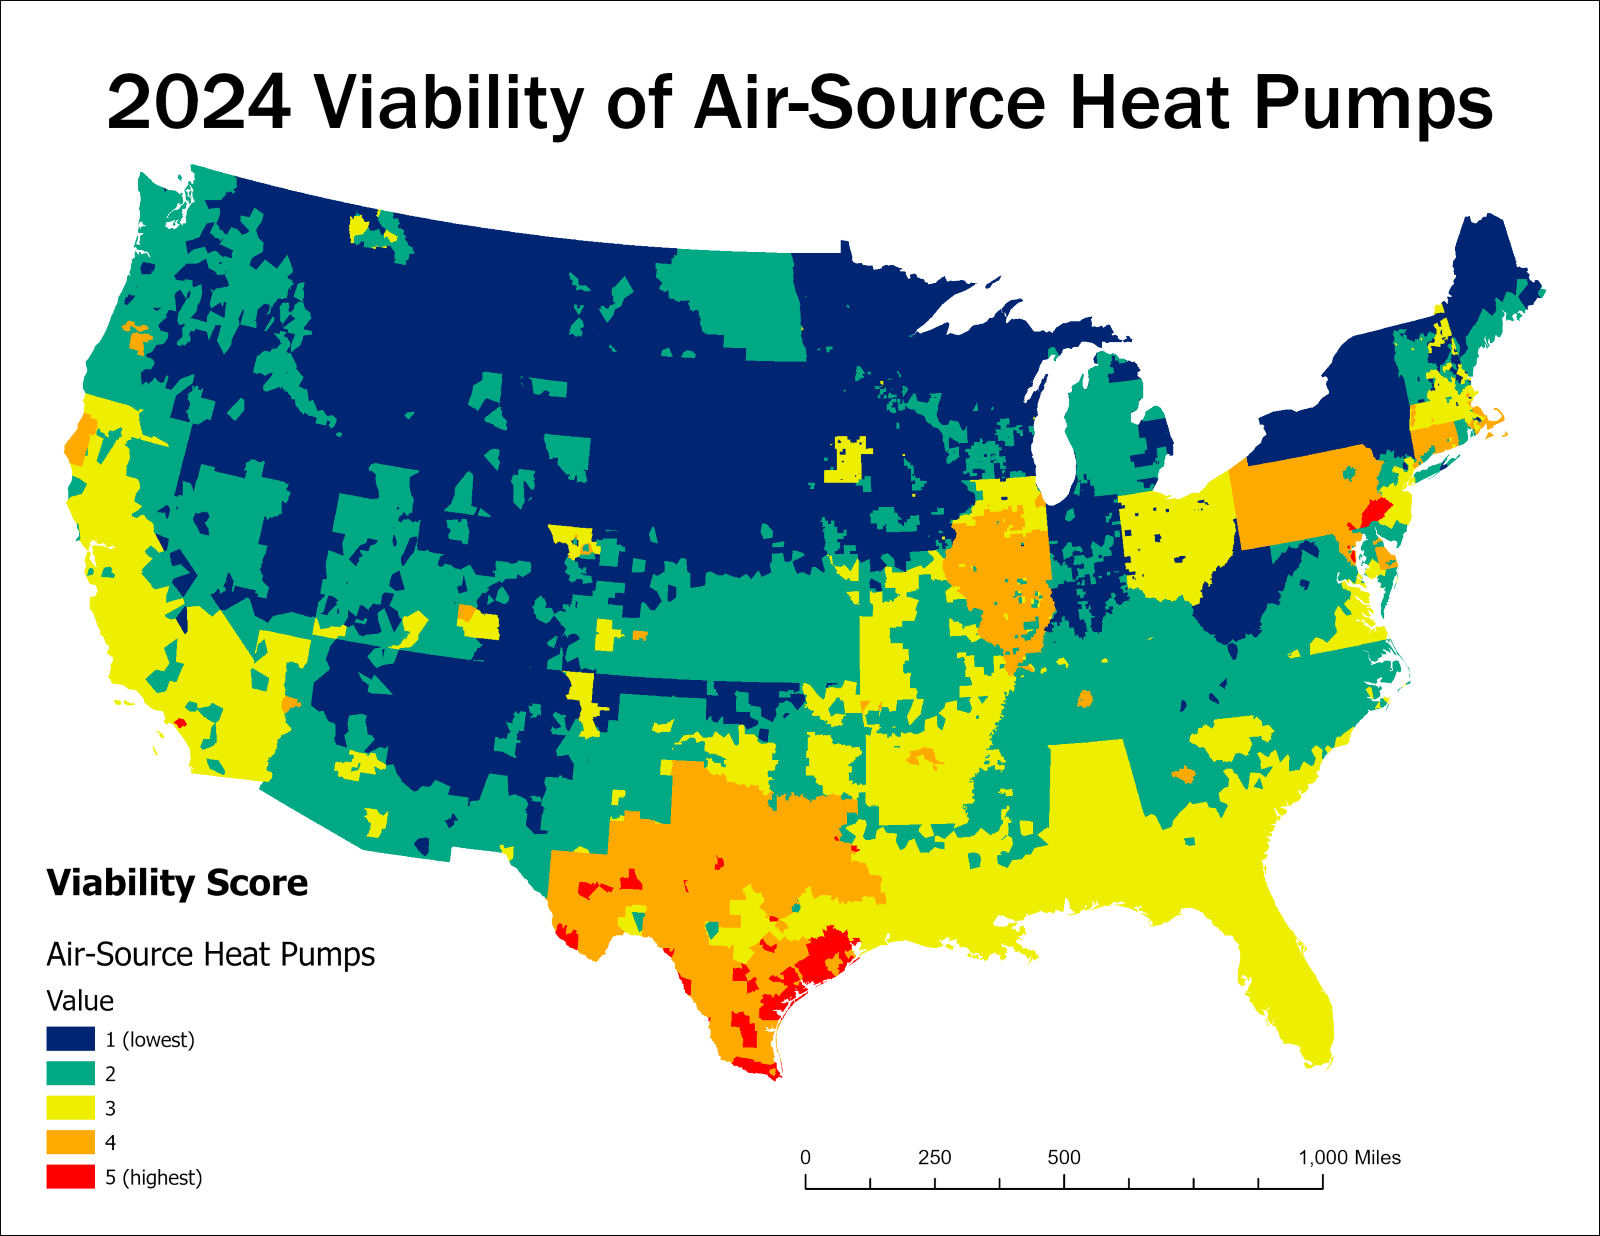 2024 Viability of Air-Source Heat Pumps
Viability Score
Air-Source Heat Pumps
Value
1 (lowest)
2
3
4
5 (highest)
0 250 500 1,000 Miles